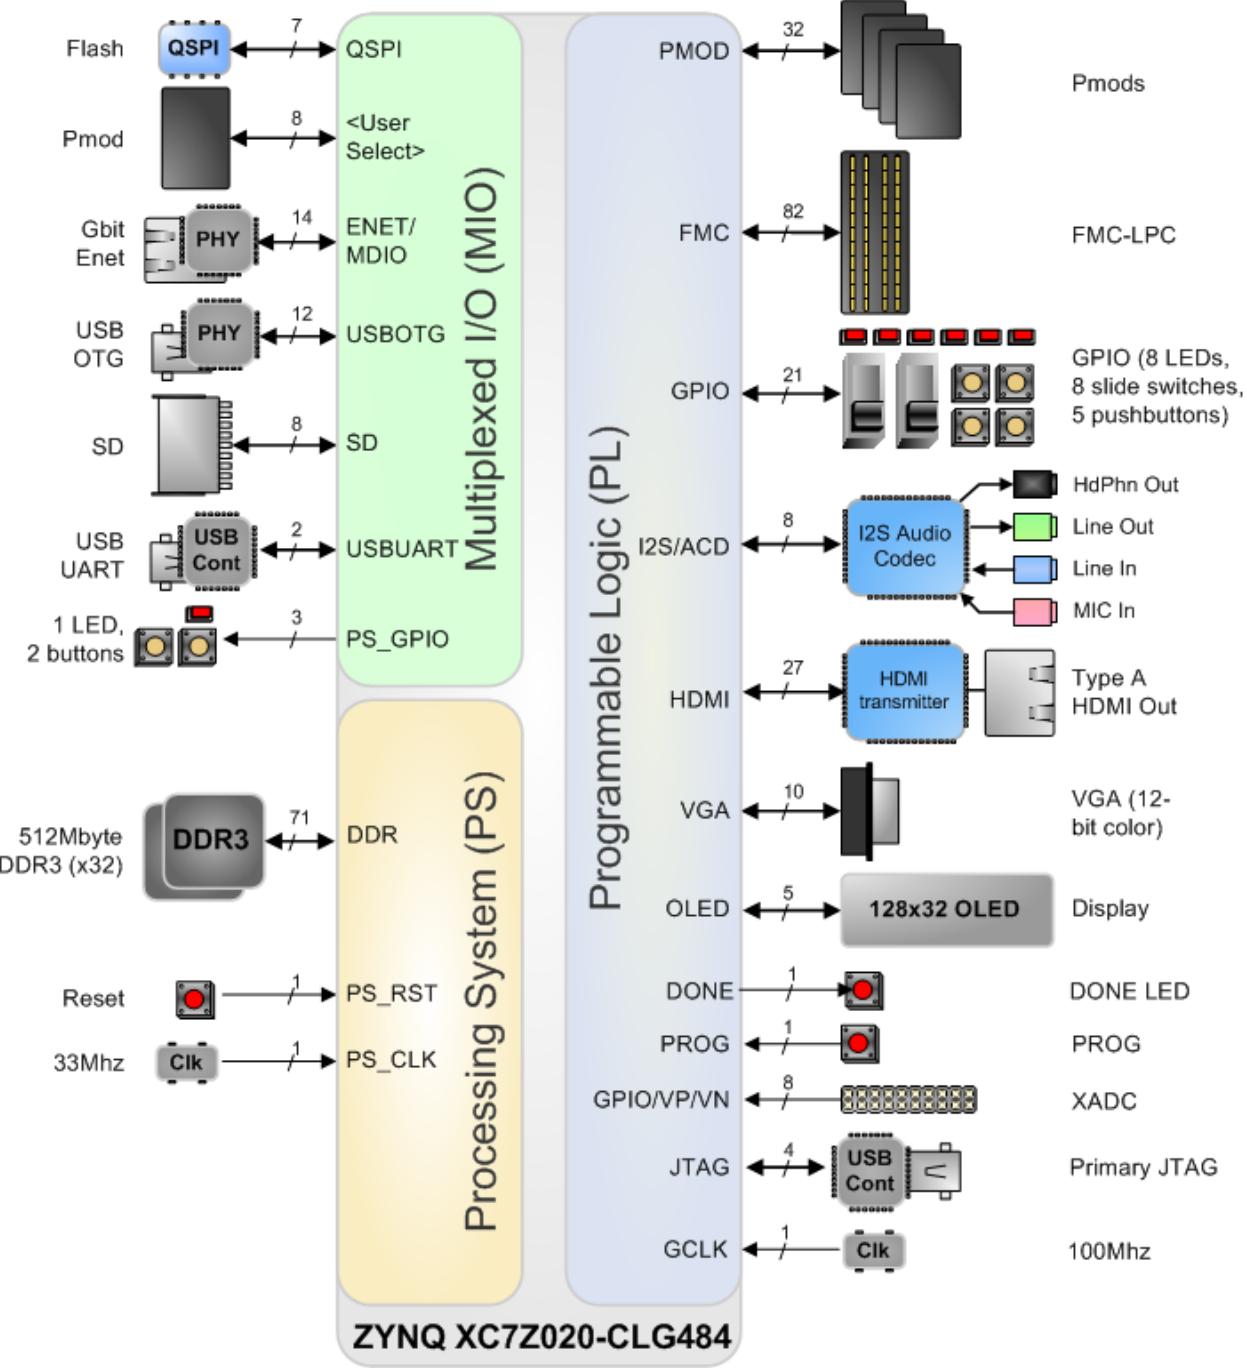 Flash
QSPI
7
QSPI
Pmod
8
<User
Select>
Gbit
Enet
PHY
14
ENET/
MDIO
USB
OTG
PHY
12
USBOTG
SD
8
SD
USB
UART
USB
Cont
2
USBUART
1 LED,
2 buttons
3
PS_GPIO
Multiplexed I/O (MIO)
512Mbyte
DDR3 (x32)
DDR3
71
DDR
Reset
1
PS_RST
33Mhz
Clk
1
PS_CLK
Processing System (PS)
Programmable Logic (PL)
PMOD
32
Pmods
FMC
82
FMC-LPC
GPIO
21
GPIO (8 LEDs,
8 slide switches,
5 pushbuttons)
I2S/ACD
8
I2S Audio
Codec
HdPhn Out
Line Out
Line In
MIC In
HDMI
27
HDMI
transmitter
Type A
HDMI Out
VGA
10
VGA (12-
bit color)
OLED
5
128x32 OLED
Display
DONE
1
DONE LED
PROG
1
PROG
GPIO/VP/VN
8
XADC
JTAG
4
USB
Cont
Primary JTAG
GCLK
1
Clk
100Mhz
ZYNQ XC7Z020-CLG484